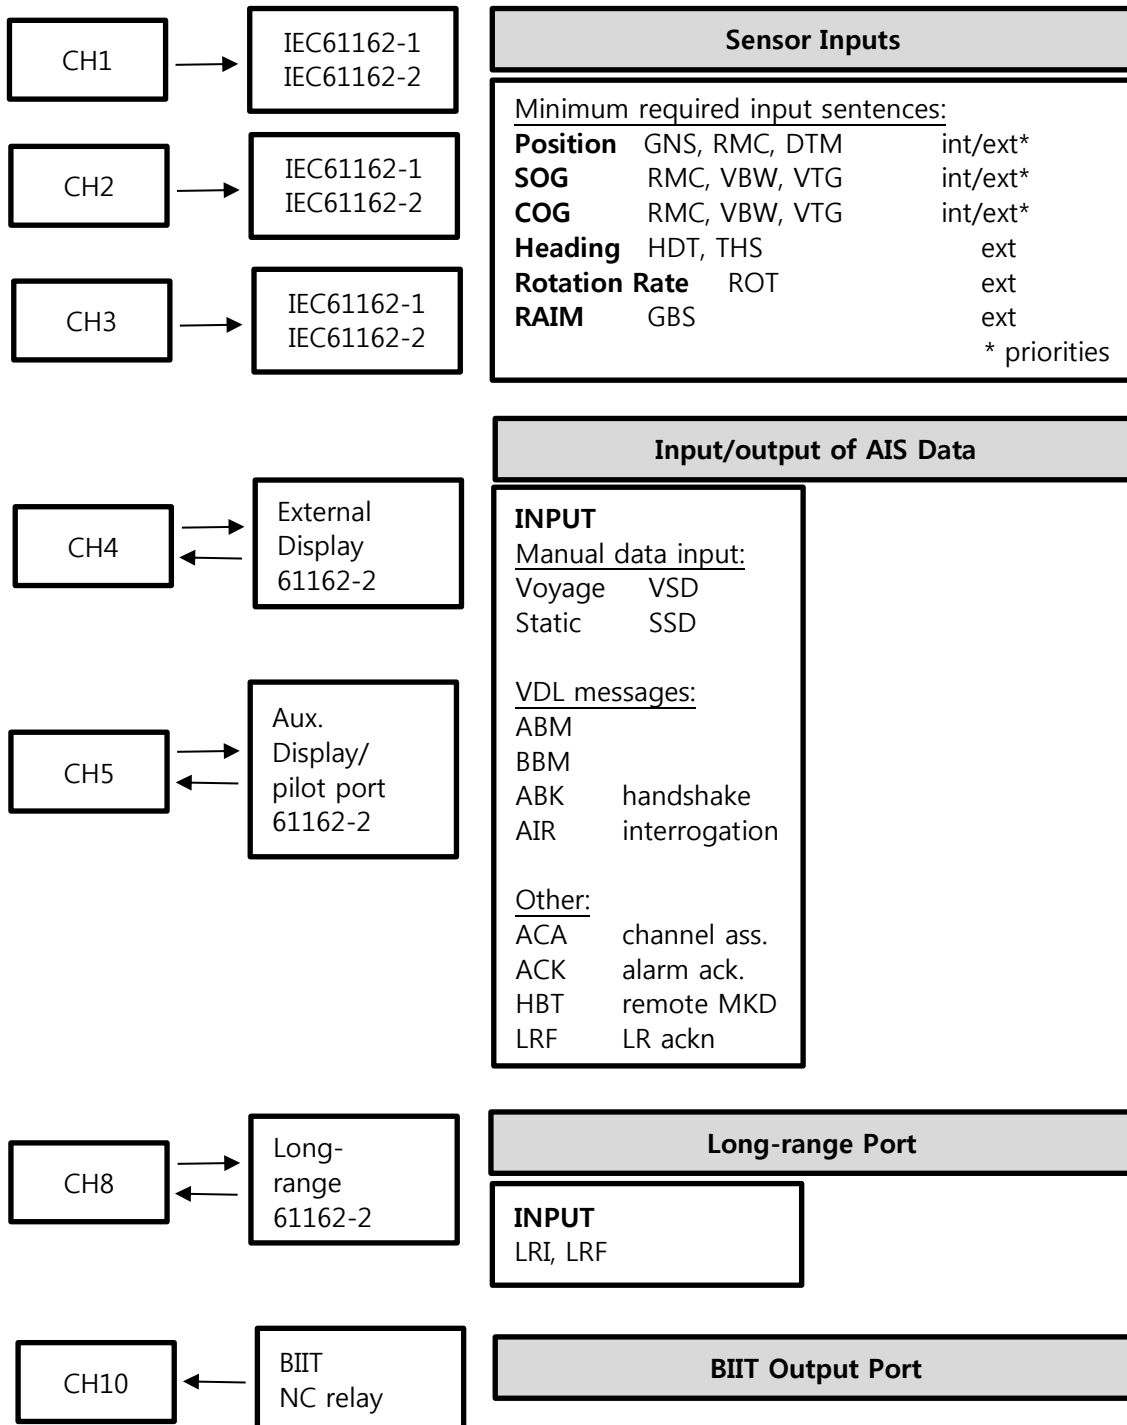 CH1
IEC61162-1
IEC61162-2
Sensor Inputs
CH2
IEC61162-1
IEC61162-2
CH3
IEC61162-1
IEC61162-2
Minimum required input sentences:
Position GNS, RMC, DTM int/ext*
SOG RMC, VBW, VTG int/ext*
COG RMC, VBW, VTG int/ext*
Heading HDT, THS ext
Rotation Rate ROT ext
RAIM GBS ext
* priorities
Input/output of AIS Data
CH4
External
Display
61162-2
CH5
Aux.
Display/
pilot port
61162-2
INPUT
Manual data input:
Voyage VSD
Static SSD
VDL messages:
ABM
BBM
ABK handshake
AIR interrogation
Other:
ACA channel ass.
ACK alarm ack.
HBT remote MKD
LRF LR ackn
CH8
Long-
range
61162-2
Long-range Port
INPUT
LRI, LRF
CH10
BIIT
NC relay
BIIT Output Port